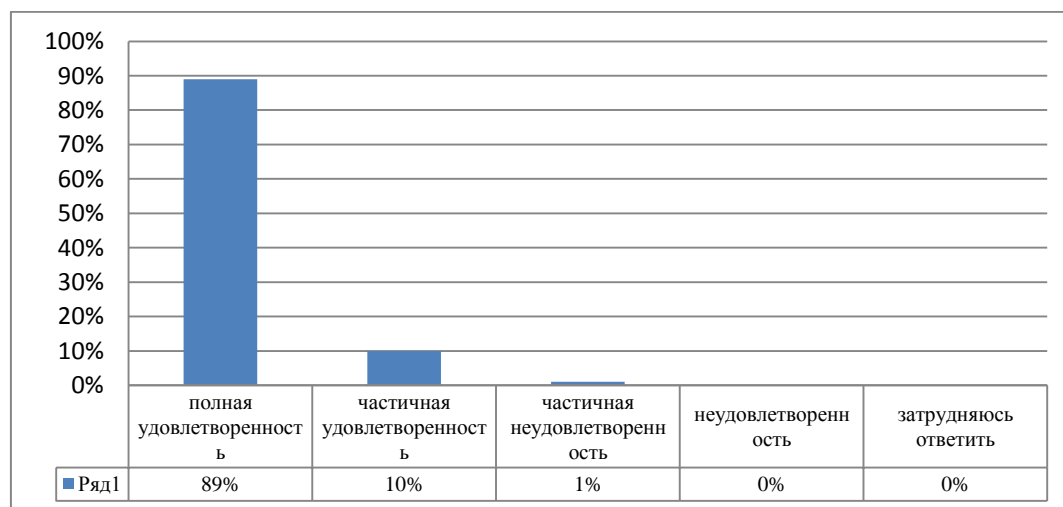 100%
90%
80%
70%
60%
50%
40%
30%
20%
10%
0%
полная
удовлетворенност
ь
частичная
удовлетворенност
ь
частичная
неудовлетворенн
ость
неудовлетворенн
ость
затрудняюсь
ответить
Ряд1 89% 10% 1% 0% 0%